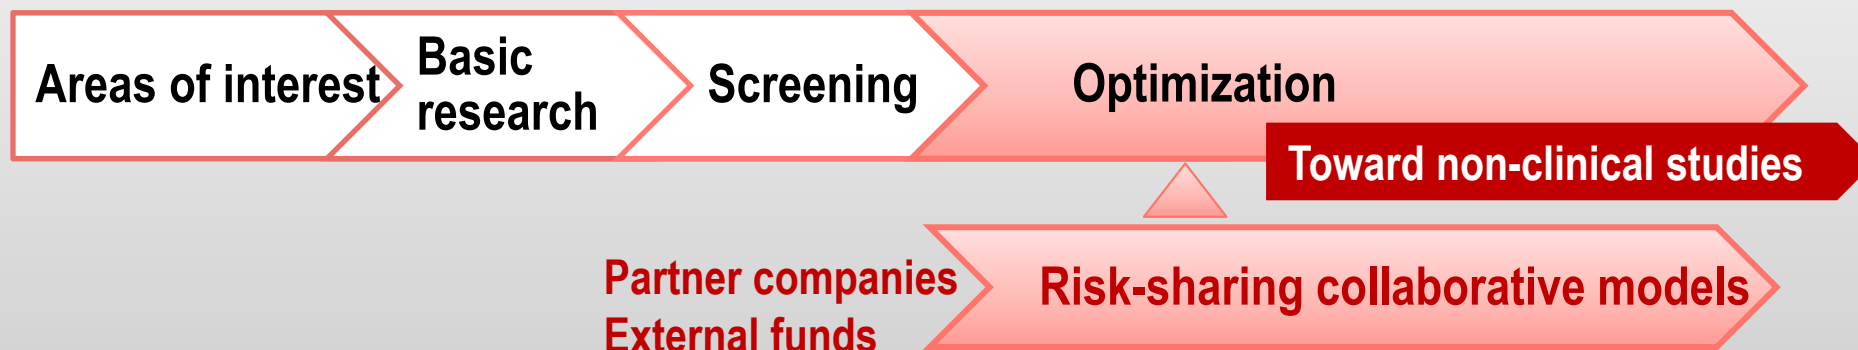 Areas of interest
Basic
research
Screening
Optimization
Toward non-clinical studies
Partner companies
External funds
Risk-sharing collaborative models